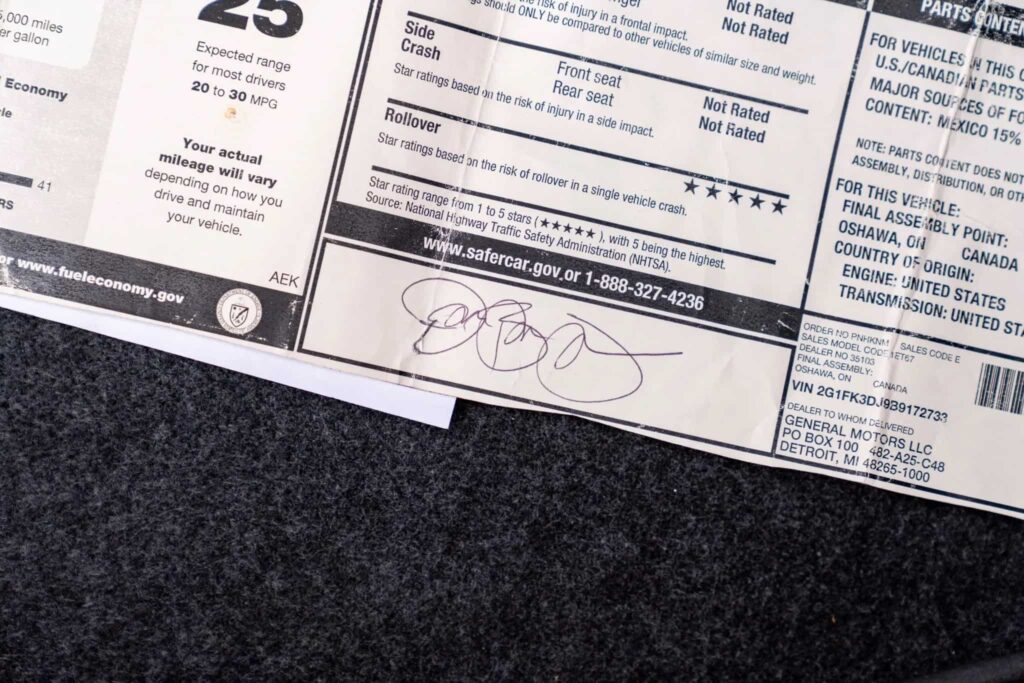 5,000 miles
er gallon
Economy
cle
41
RS
or www.fueleconomy.gov
25
Expected range
for most drivers
20 to 30 MPG
Your actual
mileage will vary
depending on how you
drive and maintain
your vehicle.
AEK
risk of injury in a frontal impact.
should ONLY be compared to other vehicles of similar size and weight.
Not Rated
Not Rated
Side
Crash
Front seat
Rear seat
Not Rated
Not Rated
Star ratings based on the risk of injury in a side impact.
Rollover
★★★★★
Star ratings based on the risk of rollover in a single vehicle crash.
Star rating range from 1 to 5 stars (★★★★★), with 5 being the highest.
Source: National Highway Traffic Safety Administration (NHTSA).
www.safercar.gov or 1-888-327-4236
PARTS CONTEN
FOR VEHICLES IN THIS C
U.S./CANADIAN PARTS
MAJOR SOURCES OF FO
CONTENT: MEXICO 15%
NOTE: PARTS CONTENT DOES NOT
ASSEMBLY, DISTRIBUTION, OR OT
FOR THIS VEHICLE:
FINAL ASSEMBLY POINT:
OSHAWA, ON CANADA
COUNTRY OF ORIGIN:
ENGINE: UNITED STATES
TRANSMISSION: UNITED STA
ORDER NO PNHKNM SALES CODE E
SALES MODEL CODE 1ET67
DEALER NO 35103
FINAL ASSEMBLY:
OSHAWA, ON CANADA
VIN 2G1FK3DJ9B9172733
DEALER TO WHOM DELIVERED
GENERAL MOTORS LLC
PO BOX 100 482-A25-C48
DETROIT, MI 48265-1000